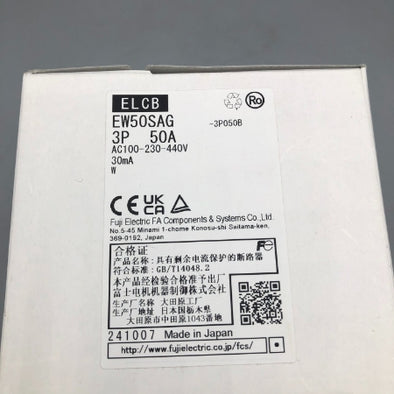 ELCB
Ro
EW50SAG -3P050B
3P 50A
AC100-230-440V
30mA
W
CE UK CA
Fuji Electric FA Components & Systems Co.,Ltd.
No.5-45 Minami 1-chome Konosu-shi Saitama-ken,
369-0192, Japan
合格证
产品名称：具有剩余电流保护的断路器
符合标准：GB/T14048.2
本产品经检验合格准予出厂
富士电机机器制御株式会社
生产厂 大田原工厂
生产厂地址 日本国栃木県
大田原市中田原1043番地
241007 Made in Japan
http://www.fujielectric.co.jp/fcs/